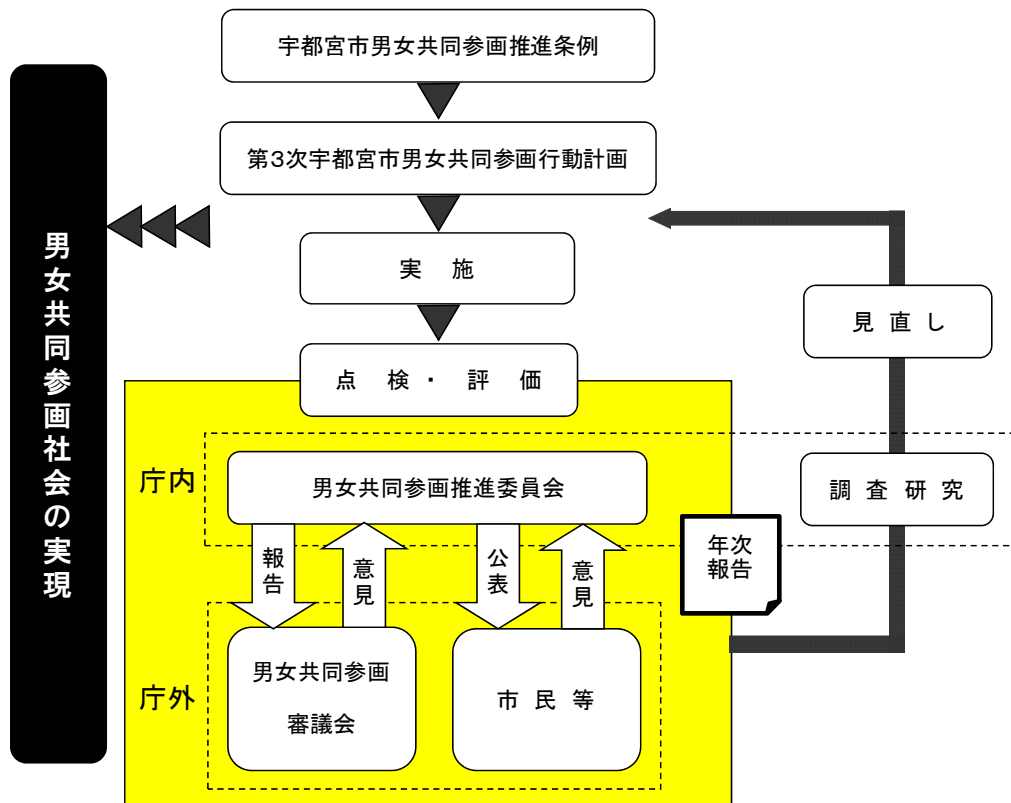 宇都宮市男女共同参画推進条例
第3次宇都宮市男女共同参画行動計画
実 施
点 検 ・ 評 価
男女共同参画社会の実現
見 直 し
調 査 研 究
庁内
男女共同参画推進委員会
報告
意見
公表
意見
年次
報告
庁外
男女共同参画
審議会
市 民 等